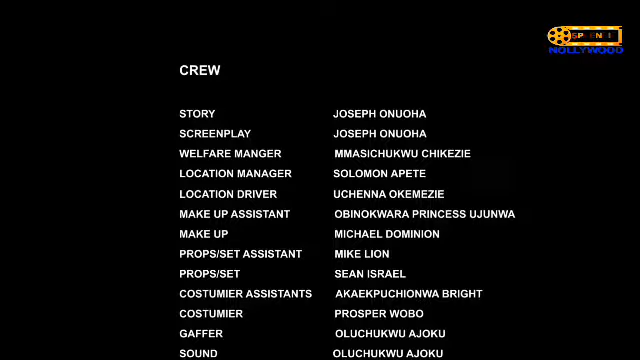 NOLLYWOOD
CREW
STORY JOSEPH ONUOHA
SCREENPLAY JOSEPH ONUOHA
WELFARE MANGER MMASICHUKWU CHIKEZIE
LOCATION MANAGER SOLOMON APETE
LOCATION DRIVER UCHENNA OKEMEZIE
MAKE UP ASSISTANT OBINOKWARA PRINCESS UJUNWA
MAKE UP MICHAEL DOMINION
PROPS/SET ASSISTANT MIKE LION
PROPS/SET SEAN ISRAEL
COSTUMIER ASSISTANTS AKAEKPUCHIONWA BRIGHT
COSTUMIER PROSPER WOBO
GAFFER OLUCHUKWU AJOKU
SOUND OLUCHUKWU AJOKU